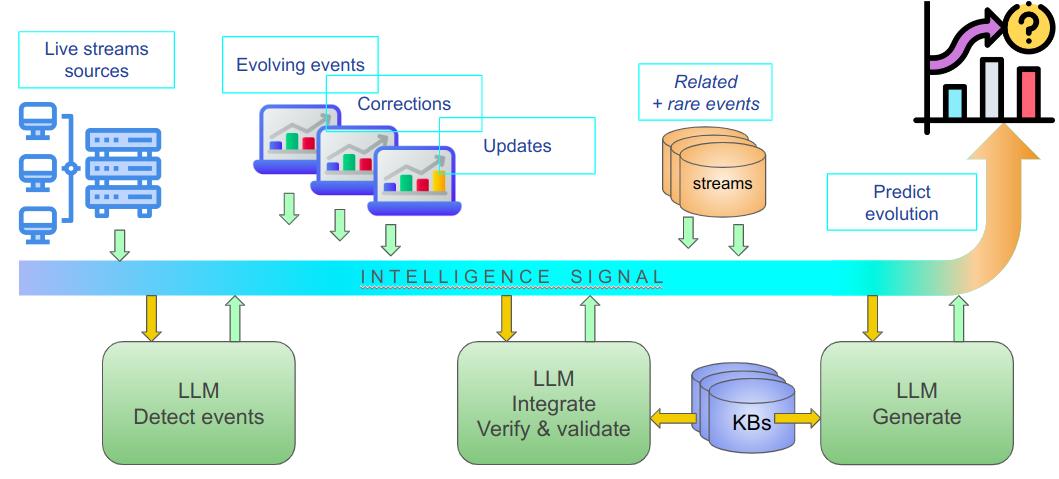 Live streams
sources
Evolving events
Corrections
Updates
Related
+ rare events
streams
?
Predict
evolution
INTELLIGENCE SIGNAL
LLM
Detect events
LLM
Integrate
Verify & validate
KBs
LLM
Generate